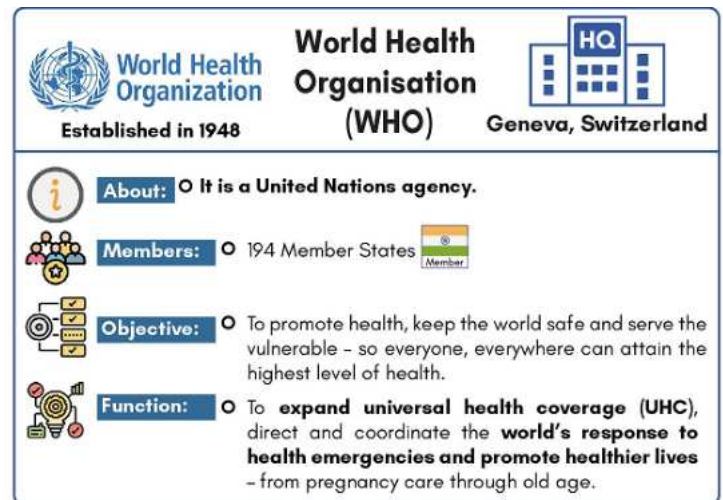 World Health
Organization
Established in 1948
World Health
Organisation
(WHO)
HQ
Geneva, Switzerland
About: It is a United Nations agency.
Members: 194 Member States
Member
Objective: To promote health, keep the world safe and serve the
vulnerable – so everyone, everywhere can attain the
highest level of health.
Function: To expand universal health coverage (UHC),
direct and coordinate the world's response to
health emergencies and promote healthier lives
– from pregnancy care through old age.